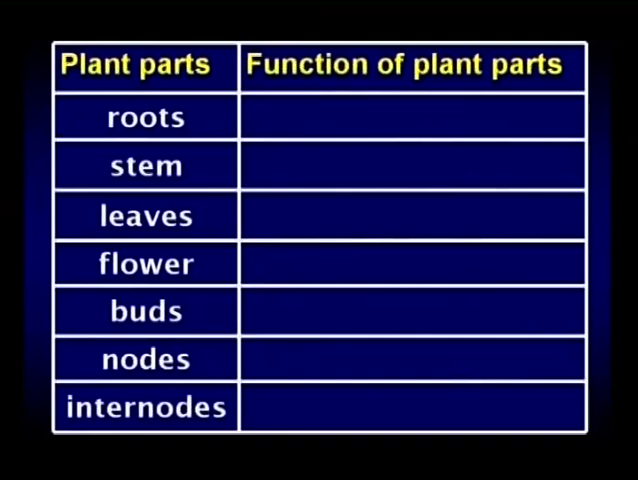 Plant parts Function of plant parts
roots
stem
leaves
flower
buds
nodes
internodes